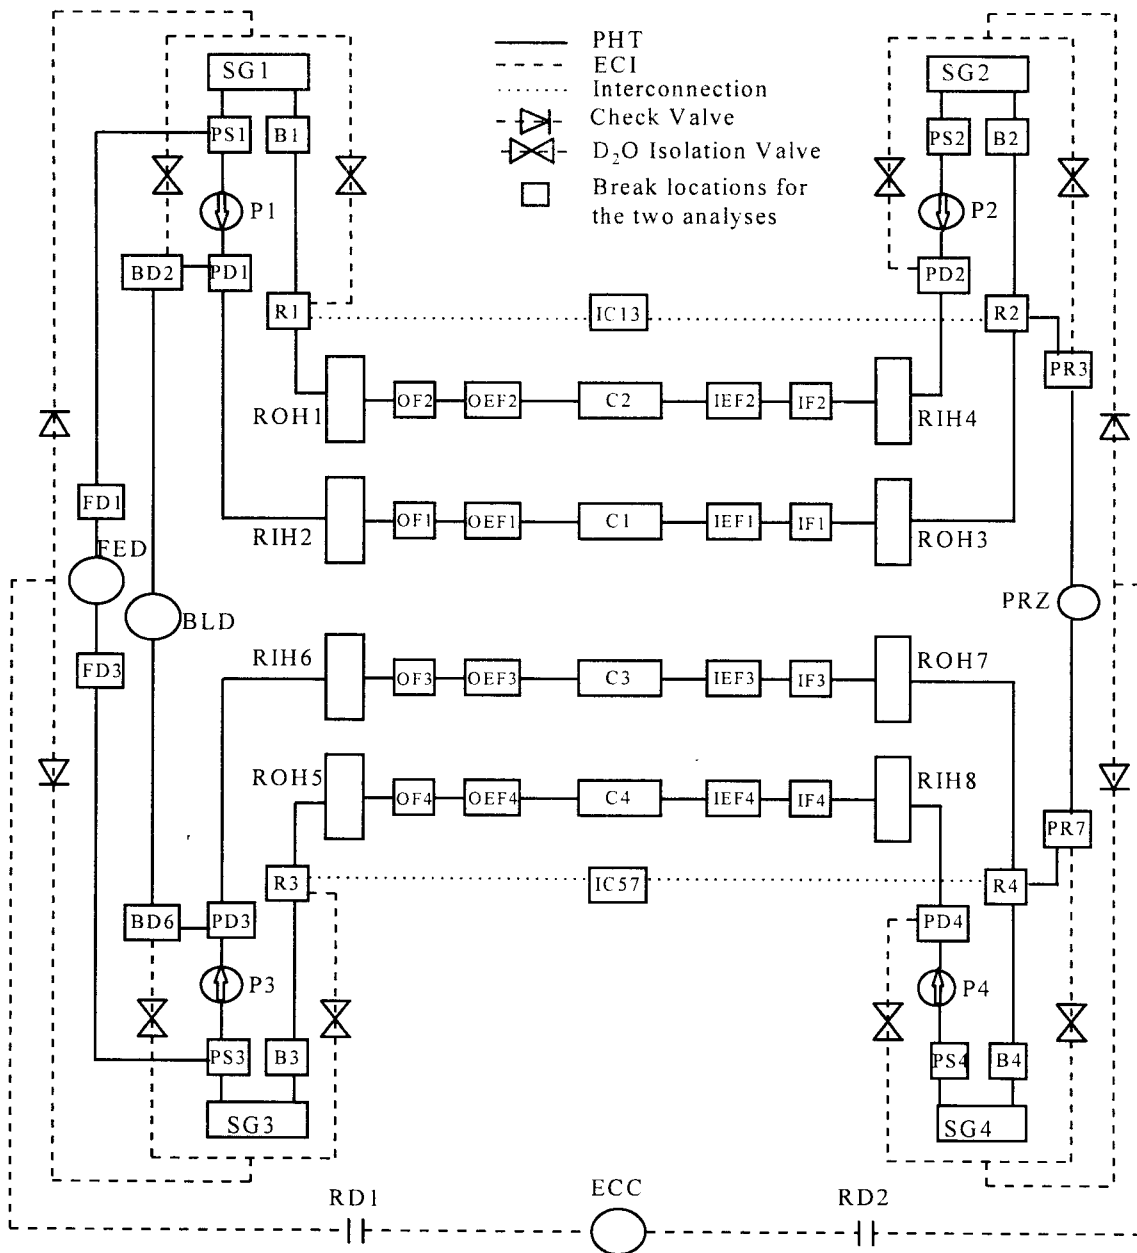 PHT
ECI
Interconnection
Check Valve
D₂O Isolation Valve
Break locations for
the two analyses
SG1
SG2
PS1
B1
PS2
B2
P1
P2
BD2
PD1
PD2
R1
IC13
R2
PR3
ROH1
OF2
OEF2
C2
IEF2
IF2
RIH4
FD1
RIH2
OF1
OEF1
C1
IEF1
IF1
ROH3
FED
BLD
PRZ
FD3
RIH6
OF3
OEF3
C3
IEF3
IF3
ROH7
ROH5
OF4
OEF4
C4
IEF4
IF4
RIH8
PR7
R3
IC57
R4
BD6
PD3
PD4
P3
P4
PS3
B3
PS4
B4
SG3
SG4
RD1
ECC
RD2